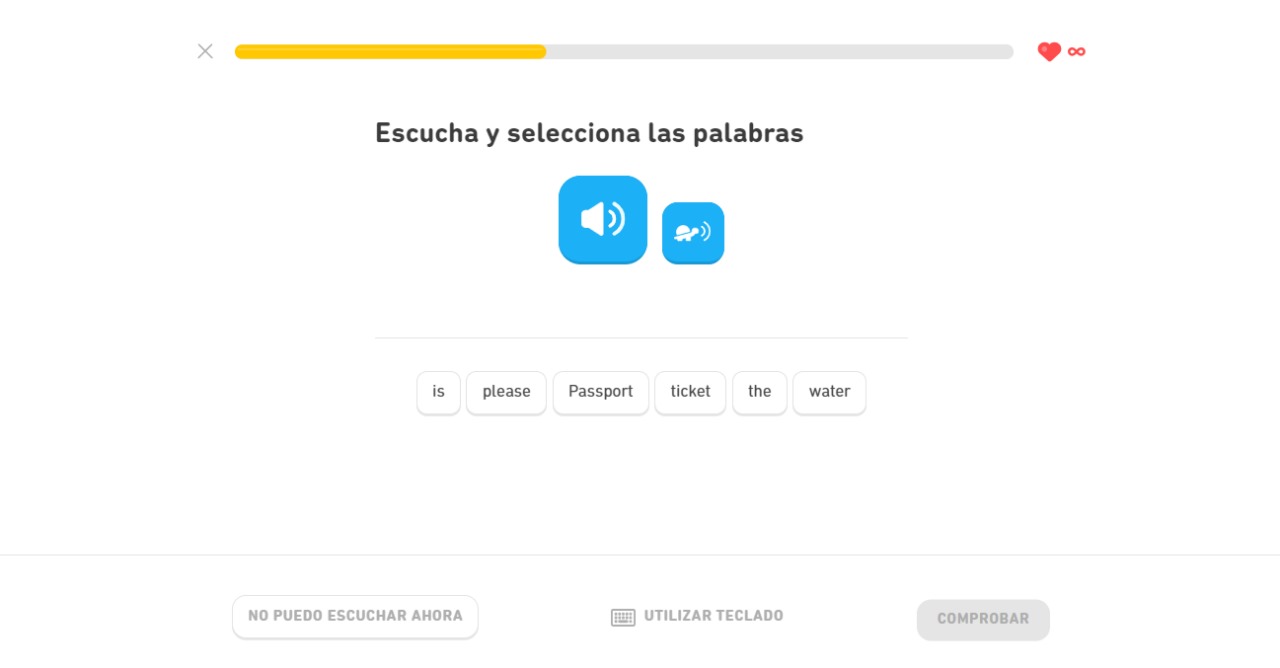 Escucha y selecciona las palabras
is please Passport ticket the water
NO PUEDO ESCUCHAR AHORA UTILIZAR TECLADO COMPROBAR